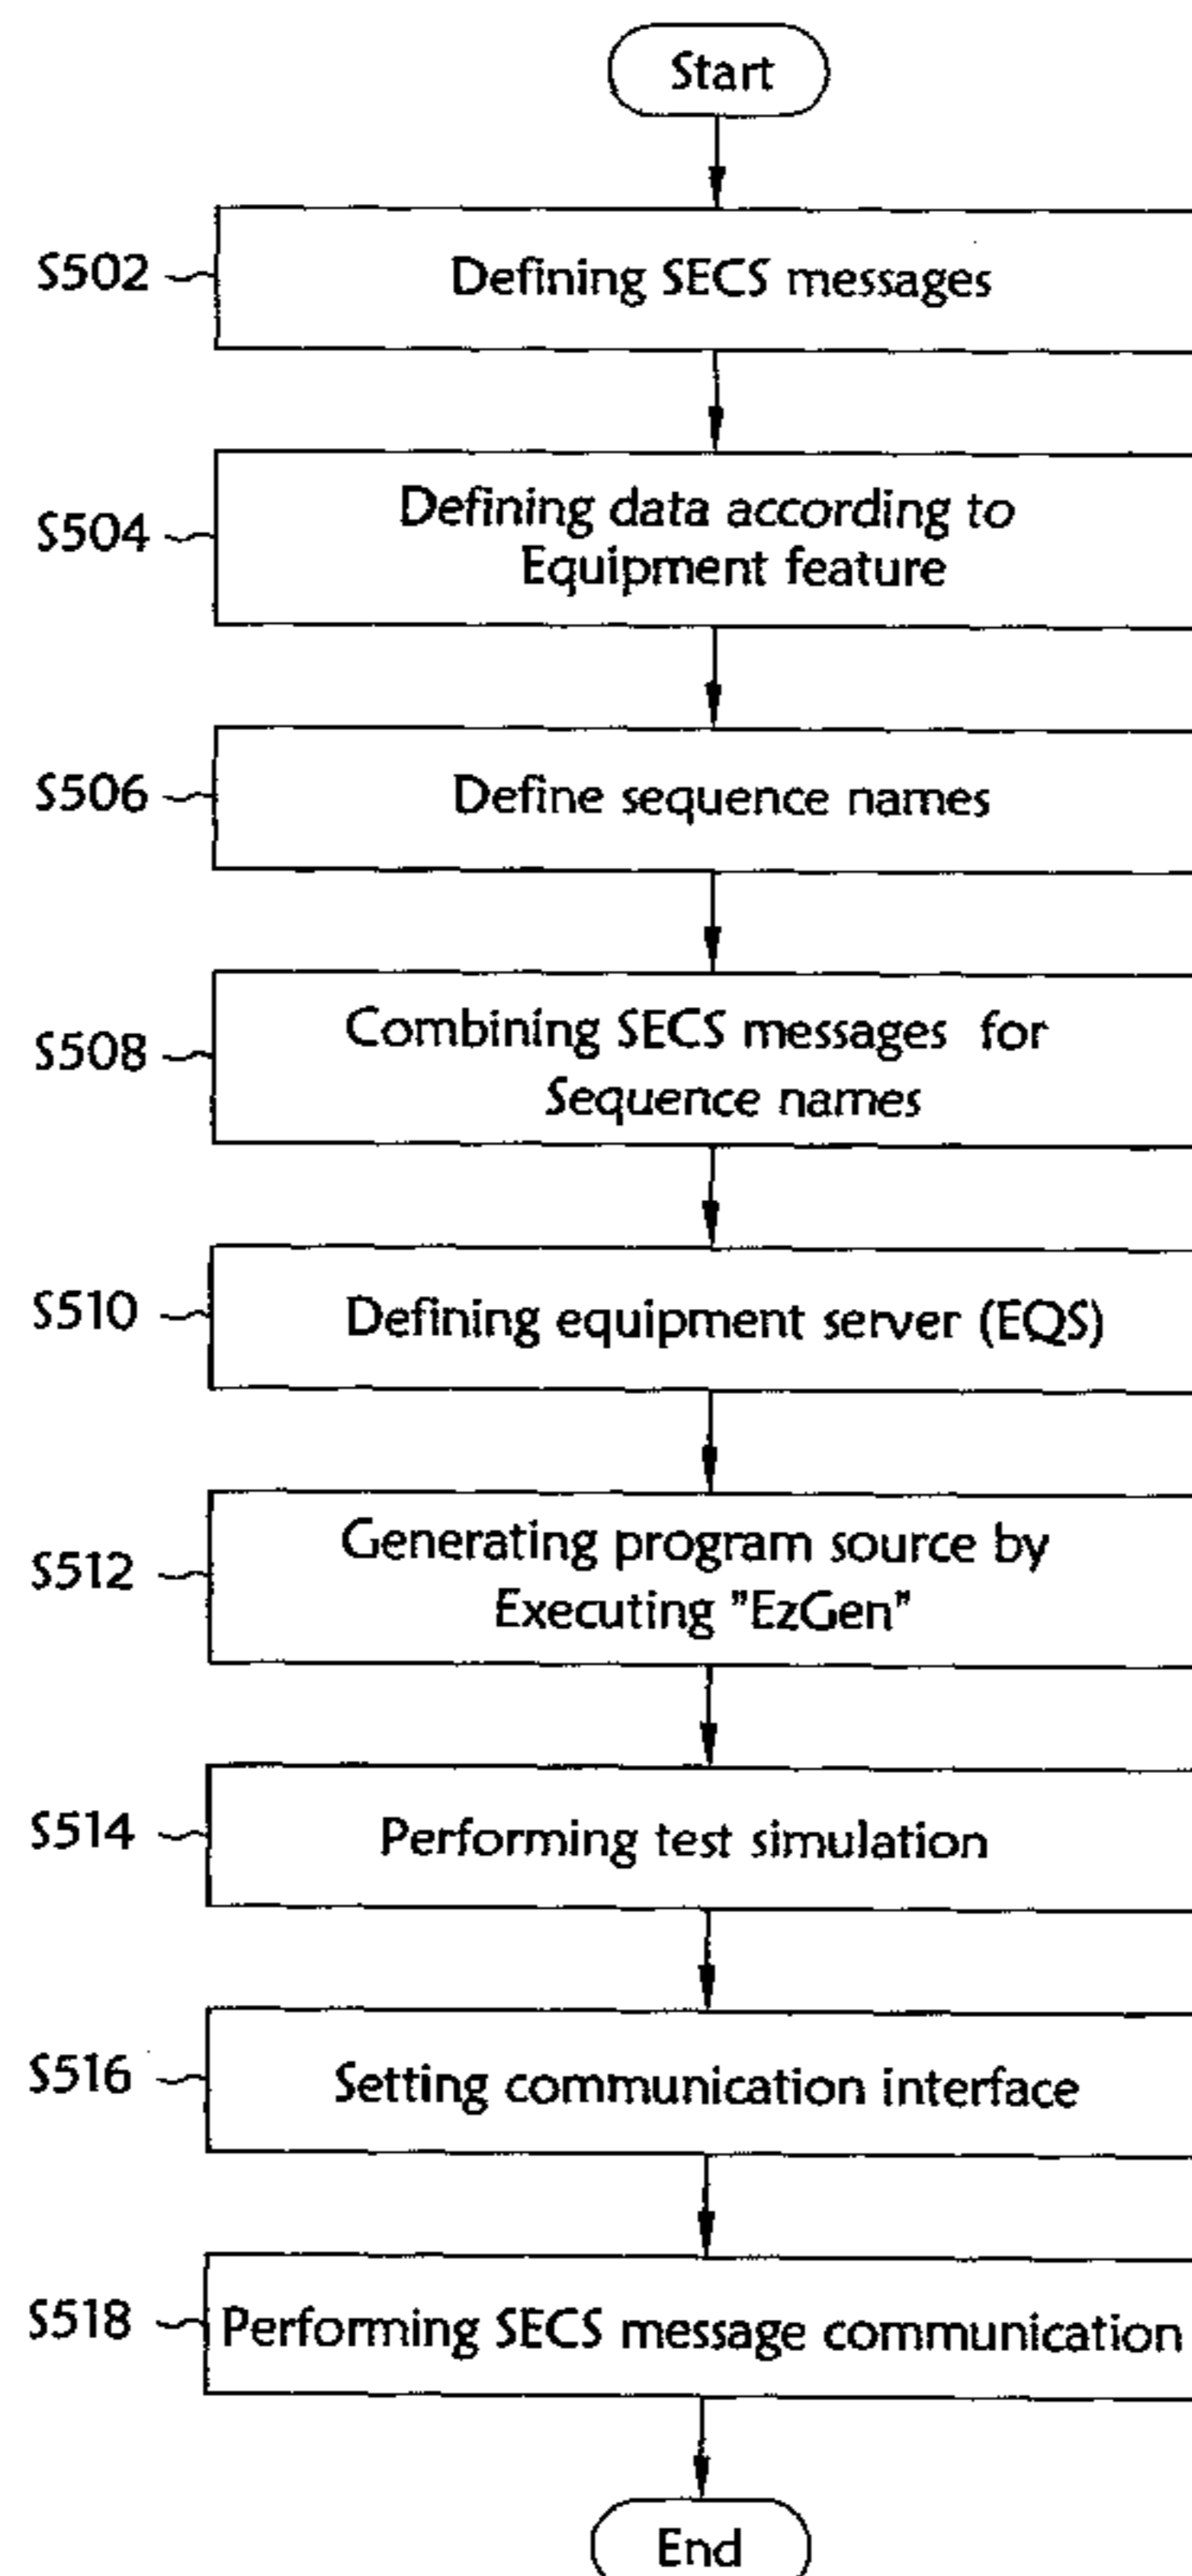 Start
S502
Defining SECS messages
S504
Defining data according to
Equipment feature
S506
Define sequence names
S508
Combining SECS messages for
Sequence names
S510
Defining equipment server (EQS)
S512
Generating program source by
Executing "EzGen"
S514
Performing test simulation
S516
Setting communication interface
S518
Performing SECS message communication
End